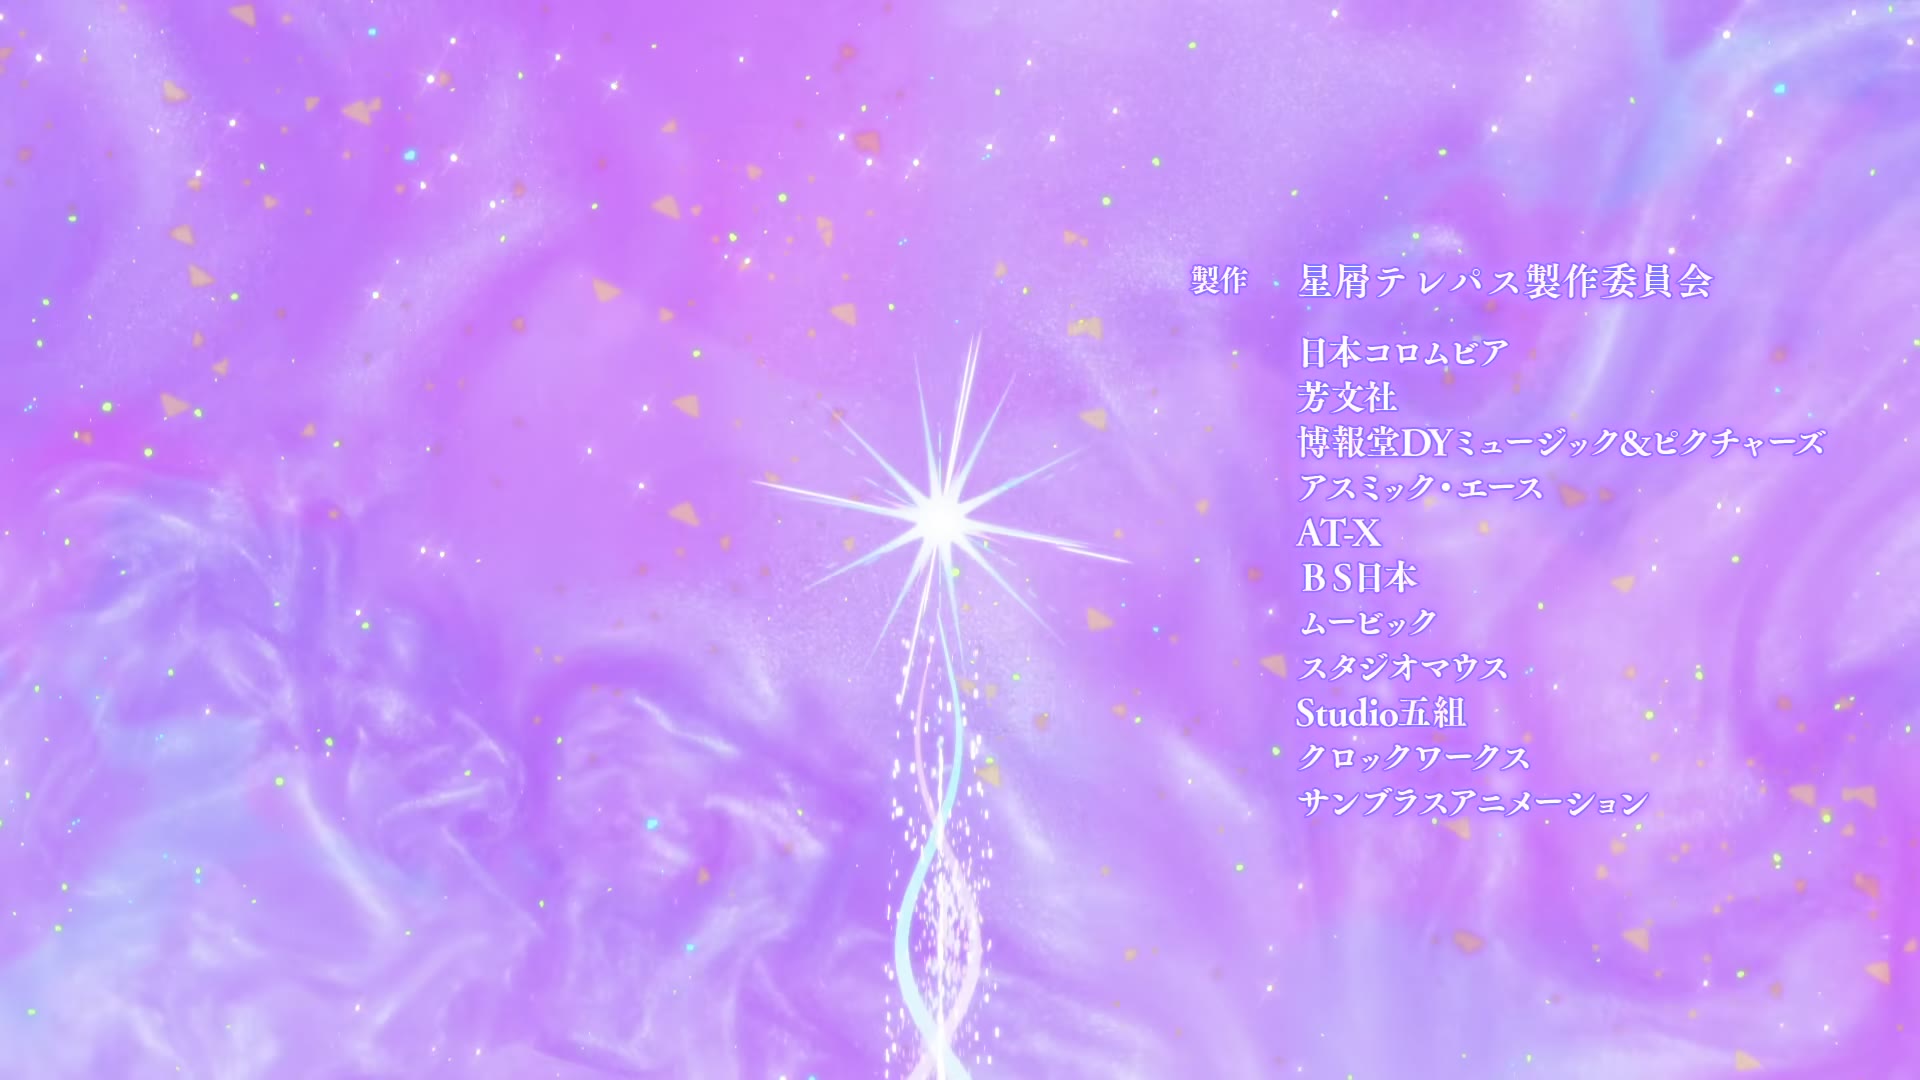 製作 星屑テレパス製作委員会
日本コロムビア
芳文社
博報堂DYミュージック&ピクチャーズ
アスミック・エース
AT-X
ＢＳ日本
ムービック
スタジオマウス
Studio五組
クロックワークス
サンブラスアニメーション